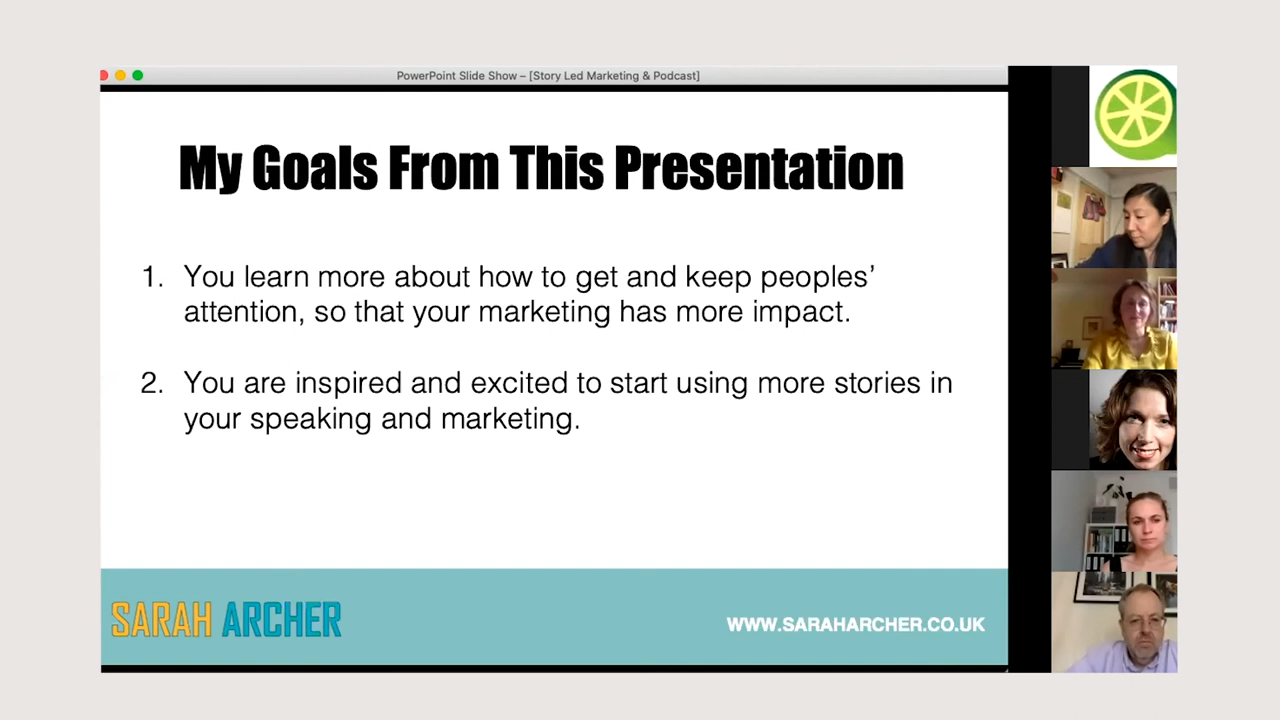 PowerPoint Slide Show – [Story Led Marketing & Podcast]
My Goals From This Presentation
1. You learn more about how to get and keep peoples’
attention, so that your marketing has more impact.
2. You are inspired and excited to start using more stories in
your speaking and marketing.
SARAH ARCHER
WWW.SARAHARCHER.CO.UK